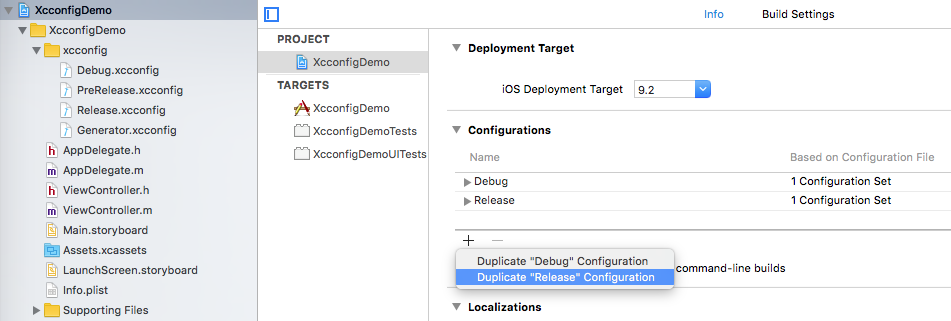 XcconfigDemo
XcconfigDemo
xcconfig
Debug.xcconfig
PreRelease.xcconfig
Release.xcconfig
Generator.xcconfig
AppDelegate.h
AppDelegate.m
ViewController.h
ViewController.m
Main.storyboard
Assets.xcassets
LaunchScreen.storyboard
Info.plist
Supporting Files
PROJECT
XcconfigDemo
TARGETS
XcconfigDemo
XcconfigDemoTests
XcconfigDemoUITests
Info Build Settings
Deployment Target
iOS Deployment Target 9.2
Configurations
Name Based on Configuration File
Debug 1 Configuration Set
Release 1 Configuration Set
Duplicate "Debug" Configuration
Duplicate "Release" Configuration
command-line builds
Localizations